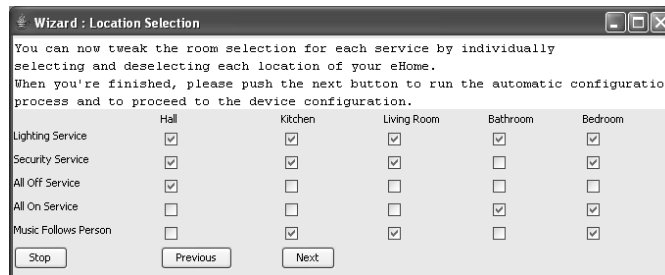 Wizard : Location Selection
You can now tweak the room selection for each service by individually
selecting and deselecting each location of your eHome.
When you're finished, please push the next button to run the automatic configuratio
process and to proceed to the device configuration.
Hall Kitchen Living Room Bathroom Bedroom
Lighting Service
Security Service
All Off Service
All On Service
Music Follows Person
Stop Previous Next